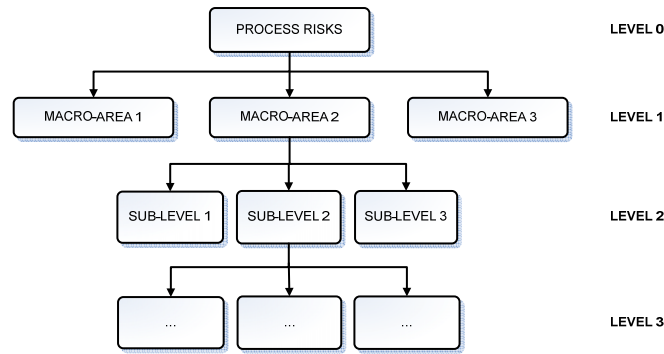 PROCESS RISKS LEVEL 0
MACRO-AREA 1 MACRO-AREA 2 MACRO-AREA 3 LEVEL 1
SUB-LEVEL 1 SUB-LEVEL 2 SUB-LEVEL 3 LEVEL 2
... ... ... LEVEL 3